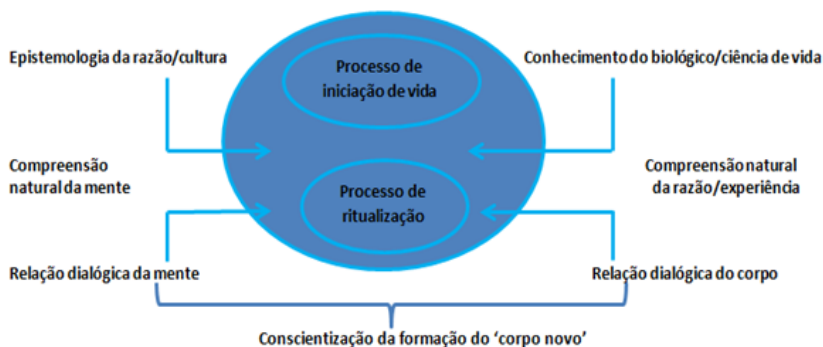 Epistemologia da razão/cultura
Processo de
iniciação de vida
Conhecimento do biológico/ciência de vida
Compreensão
natural da mente
Processo de
ritualização
Compreensão natural
da razão/experiência
Relação dialógica da mente
Relação dialógica do corpo
Conscientização da formação do ‘corpo novo’